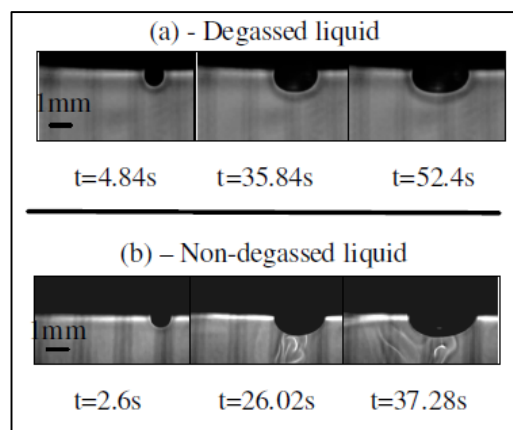 (a) - Degassed liquid
1mm
t=4.84s t=35.84s t=52.4s
(b) – Non-degassed liquid
1mm
t=2.6s t=26.02s t=37.28s